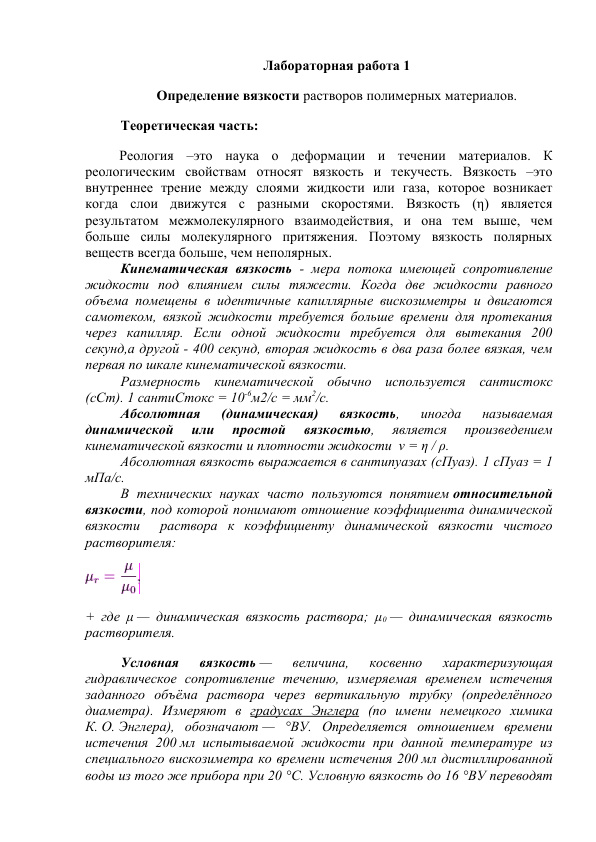 Лабораторная работа 1
Определение вязкости растворов полимерных материалов.
Теоретическая часть:
Реология –это наука о деформации и течении материалов. К
реологическим свойствам относят вязкость и текучесть. Вязкость –это
внутреннее трение между слоями жидкости или газа, которое возникает
когда слои движутся с разными скоростями. Вязкость (η) является
результатом межмолекулярного взаимодействия, и она тем выше, чем
больше силы молекулярного притяжения. Поэтому вязкость полярных
веществ всегда больше, чем неполярных.
Кинематическая вязкость - мера потока имеющей сопротивление
жидкости под влиянием силы тяжести. Когда две жидкости равного
объема помещены в идентичные капиллярные вискозиметры и двигаются
самотеком, вязкой жидкости требуется больше времени для протекания
через капилляр. Если одной жидкости требуется для вытекания 200
секунд,а другой - 400 секунд, вторая жидкость в два раза более вязкая, чем
первая по шкале кинематической вязкости.
Размерность кинематической обычно используется сантистокс
(сСт). 1 сантиСтокс = 10⁻⁶м2/с = мм²/с.
Абсолютная (динамическая) вязкость, иногда называемая
динамической или простой вязкостью, является произведением
кинематической вязкости и плотности жидкости ν = η / ρ.
Абсолютная вязкость выражается в сантипуазах (сПуаз). 1 сПуаз = 1
мПа/с.
В технических науках часто пользуются понятием относительной
вязкости, под которой понимают отношение коэффициента динамической
вязкости раствора к коэффициенту динамической вязкости чистого
растворителя:
μᵣ = μ/μ₀,
+ где μ — динамическая вязкость раствора; μ₀ — динамическая вязкость
растворителя.
Условная вязкость — величина, косвенно характеризующая
гидравлическое сопротивление течению, измеряемая временем истечения
заданного объёма раствора через вертикальную трубку (определённого
диаметра). Измеряют в градусах Энглера (по имени немецкого химика
К. О. Энглера), обозначают — °ВУ. Определяется отношением времени
истечения 200 мл испытываемой жидкости при данной температуре из
специального вискозиметра ко времени истечения 200 мл дистиллированной
воды из того же прибора при 20 °С. Условную вязкость до 16 °ВУ переводят